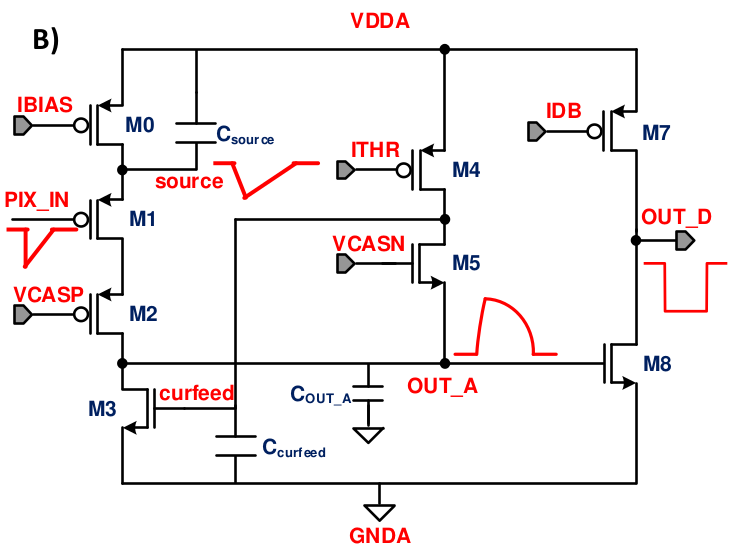 B)
VDDA
IBIAS
M0
Csource
source
PIX_IN
M1
VCASP
M2
M3
curfeed
Ccurfeed
ITHR
M4
VCASN
M5
COUT_A
OUT_A
IDB
M7
OUT_D
M8
GNDA